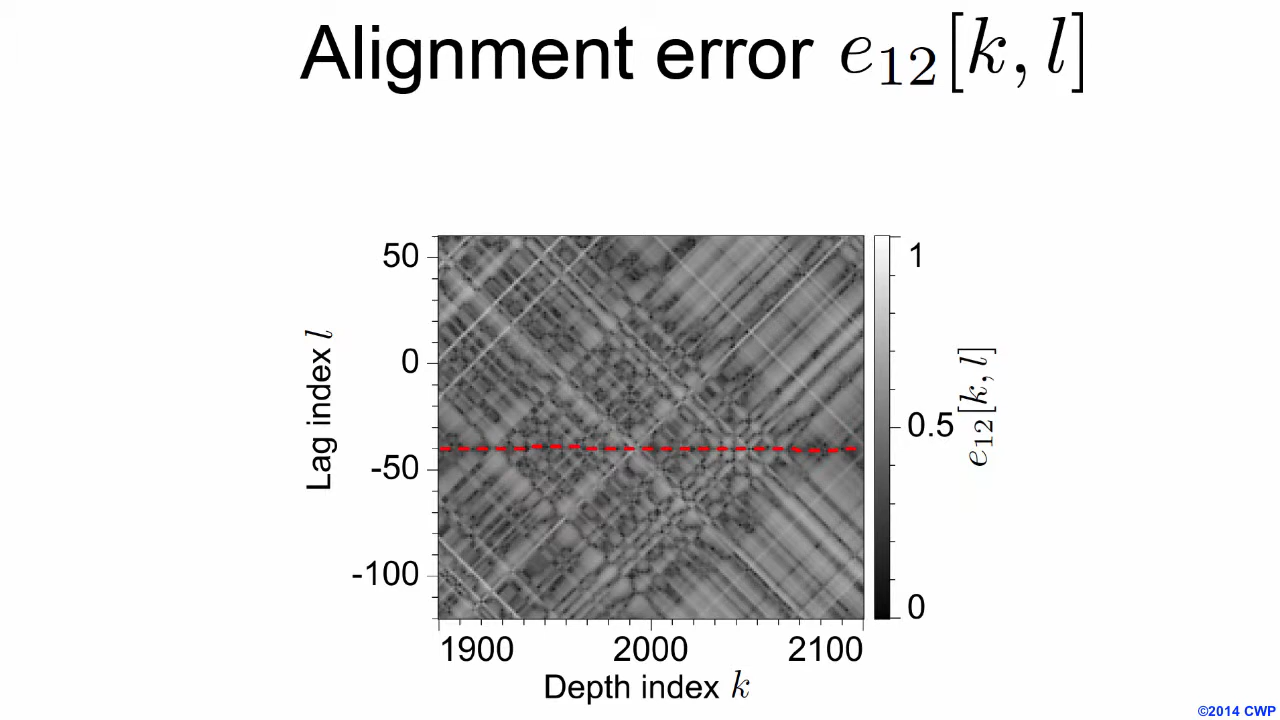 Alignment error e₁₂[k, l]
50
0
-50
-100
Lag index l
1900 2000 2100
Depth index k
1
0.5
0
e₁₂[k, l]
©2014 CWP